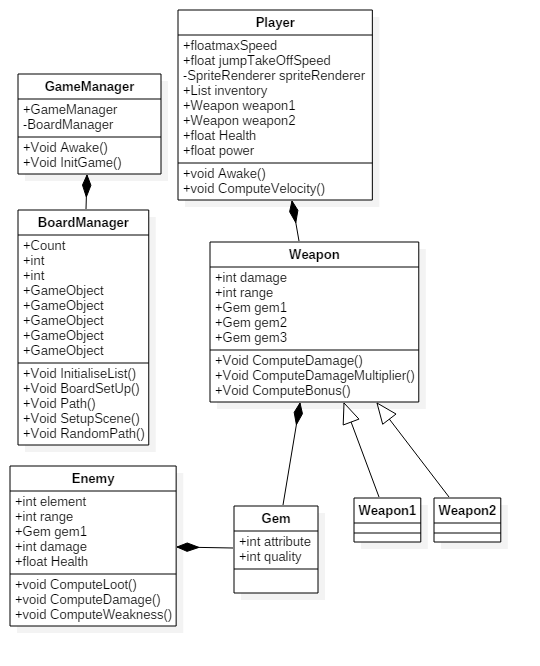 Player
+floatmaxSpeed
+float jumpTakeOffSpeed
-SpriteRenderer spriteRenderer
+List inventory
+Weapon weapon1
+Weapon weapon2
+float Health
+float power
+void Awake()
+void ComputeVelocity()
GameManager
+GameManager
-BoardManager
+Void Awake()
+Void InitGame()
BoardManager
+Count
+int
+int
+GameObject
+GameObject
+GameObject
+GameObject
+GameObject
+Void InitialiseList()
+Void BoardSetUp()
+Void Path()
+Void SetupScene()
+Void RandomPath()
Weapon
+int damage
+int range
+Gem gem1
+Gem gem2
+Gem gem3
+Void ComputeDamage()
+Void ComputeDamageMultiplier()
+Void ComputeBonus()
Enemy
+int element
+int range
+Gem gem1
+int damage
+float Health
+void ComputeLoot()
+void ComputeDamage()
+void ComputeWeakness()
Gem
+int attribute
+int quality
Weapon1
Weapon2